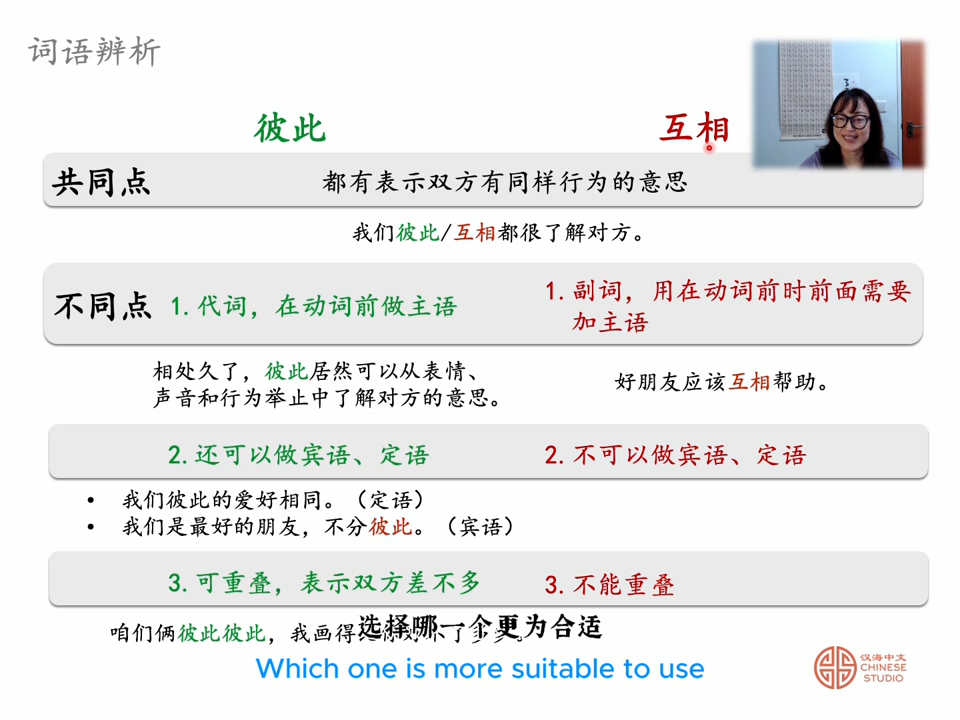 词语辨析
彼此
互相
共同点
都有表示双方有同样行为的意思
我们彼此/互相都很了解对方。
不同点
1.代词，在动词前做主语
1.副词，用在动词前时前面需要
加主语
相处久了，彼此居然可以从表情、
声音和行为举止中了解对方的意思。
好朋友应该互相帮助。
2.还可以做宾语、定语
2.不可以做宾语、定语
• 我们彼此的爱好相同。（定语）
• 我们是最好的朋友，不分彼此。（宾语）
3.可重叠，表示双方差不多
3.不能重叠
咱们俩彼此彼此，我画得
选择哪一个更为合适
Which one is more suitable to use
汉海中文
CHINESE
STUDIO